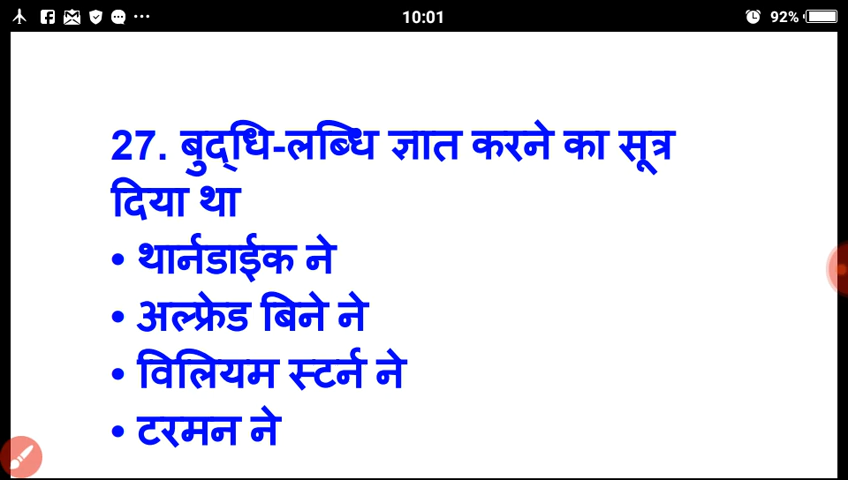 10:01
92%
27. बुद्धि-लब्धि ज्ञात करने का सूत्र
दिया था
• थार्नडाईक ने
• अल्फ्रेड बिने ने
• विलियम स्टर्न ने
• टरमन ने